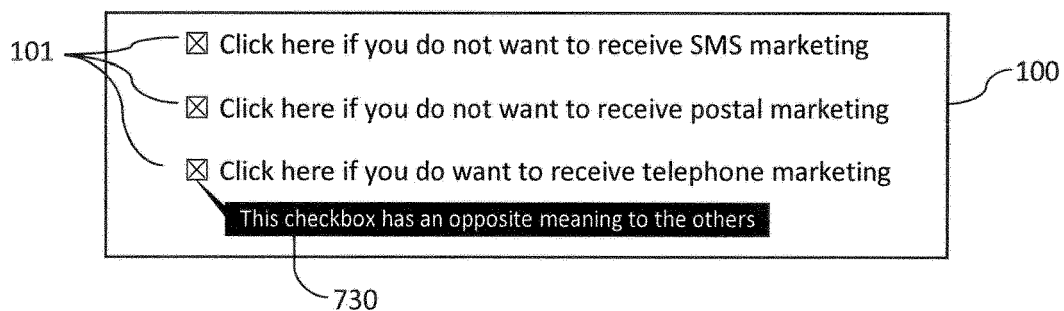 101
Click here if you do not want to receive SMS marketing
100
Click here if you do not want to receive postal marketing
Click here if you do want to receive telephone marketing
This checkbox has an opposite meaning to the others
730